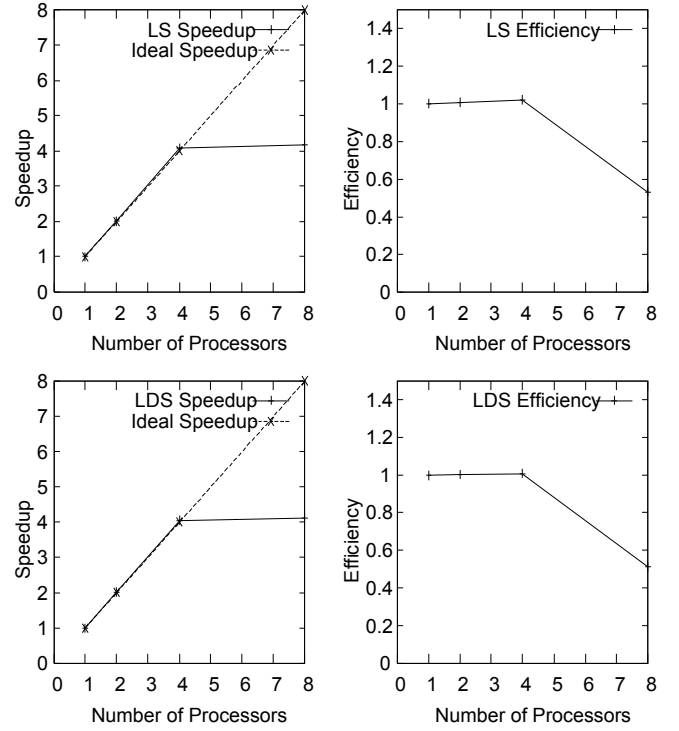 8
7
6
5
4
3
2
1
0
Speedup
LS Speedup
Ideal Speedup
0 1 2 3 4 5 6 7 8
Number of Processors
1.4
1.2
1
0.8
0.6
0.4
0.2
0
Efficiency
LS Efficiency
0 1 2 3 4 5 6 7 8
Number of Processors
8
7
6
5
4
3
2
1
0
Speedup
LDS Speedup
Ideal Speedup
0 1 2 3 4 5 6 7 8
Number of Processors
1.4
1.2
1
0.8
0.6
0.4
0.2
0
Efficiency
LDS Efficiency
0 1 2 3 4 5 6 7 8
Number of Processors